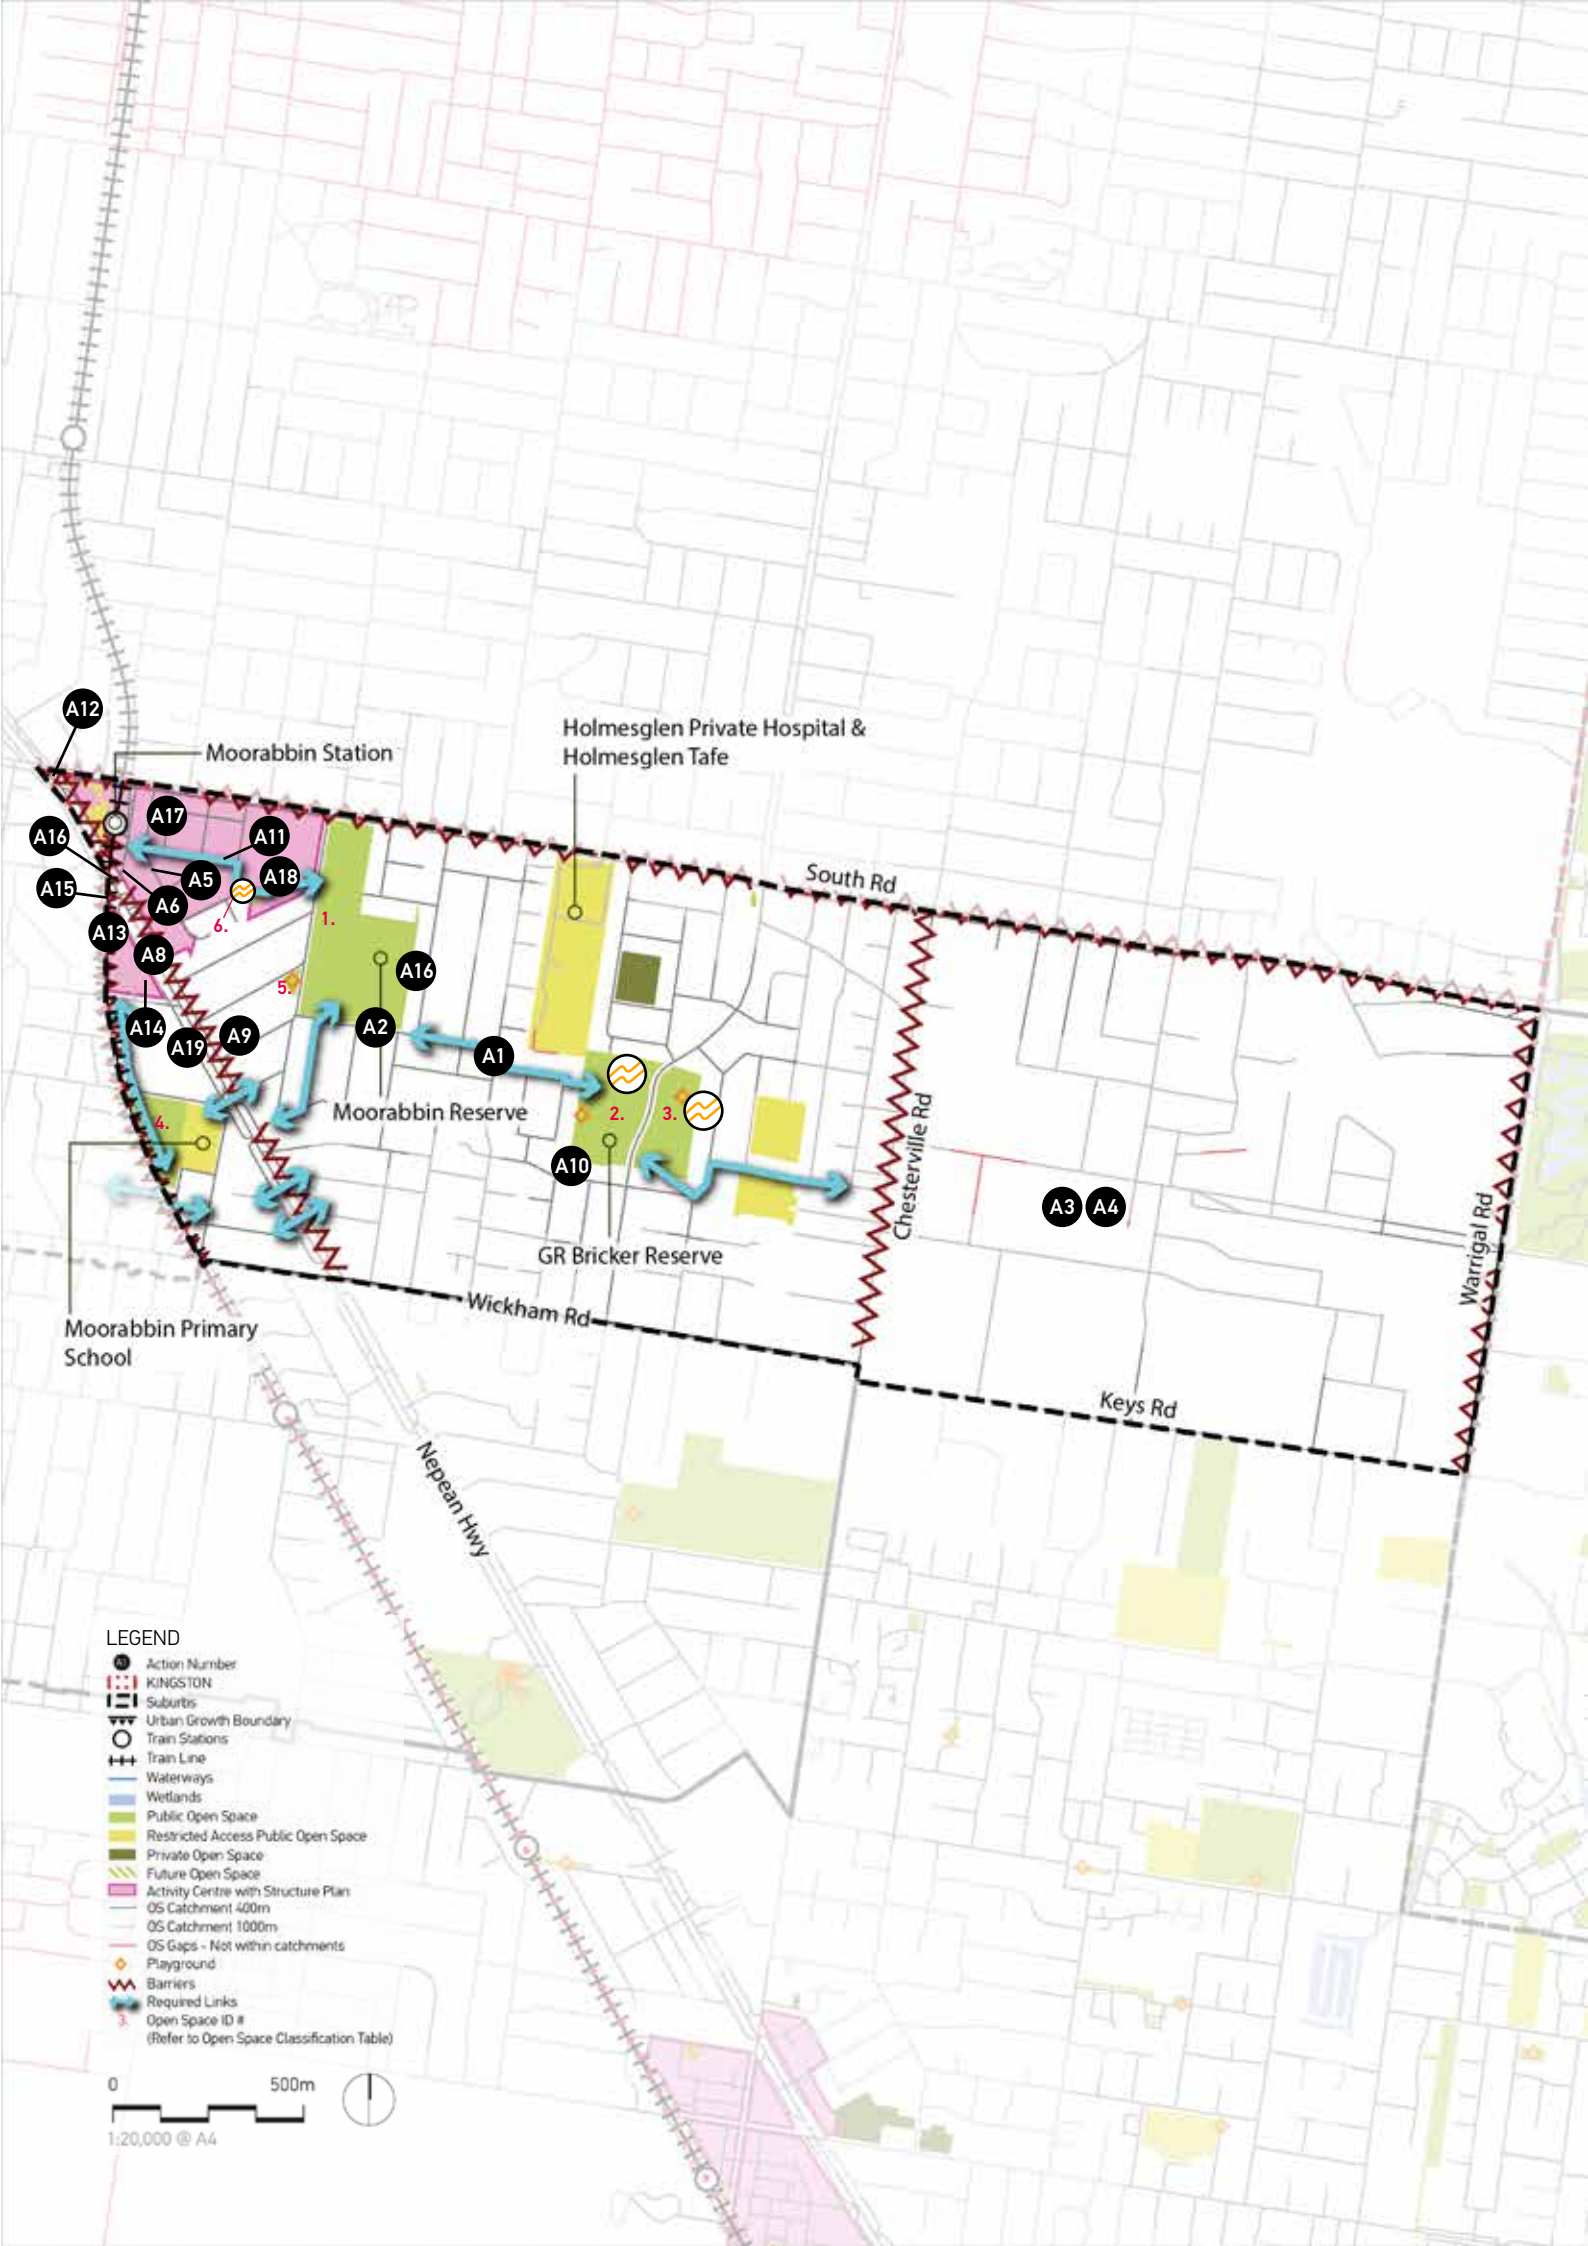 A12
Moorabbin Station
Holmesglen Private Hospital &
Holmesglen Tafe
A17
A16
A11
A5
A18
A15
A6
6.
1.
A13
A8
South Rd
A16
5.
A14
A19
A9
A2
A1
Moorabbin Reserve
2.
3.
4.
A10
Chesterville Rd
A3
A4
Warrigal Rd
GR Bricker Reserve
Wickham Rd
Moorabbin Primary
School
Keys Rd
Nepean Hwy
LEGEND
Action Number
KINGSTON
Suburbs
Urban Growth Boundary
Train Stations
Train Line
Waterways
Wetlands
Public Open Space
Restricted Access Public Open Space
Private Open Space
Future Open Space
Activity Centre with Structure Plan
OS Catchment 400m
OS Catchment 1000m
OS Gaps - Not within catchments
Playground
Barriers
Required Links
3. Open Space ID #
(Refer to Open Space Classification Table)
0 500m
1:20,000 @ A4